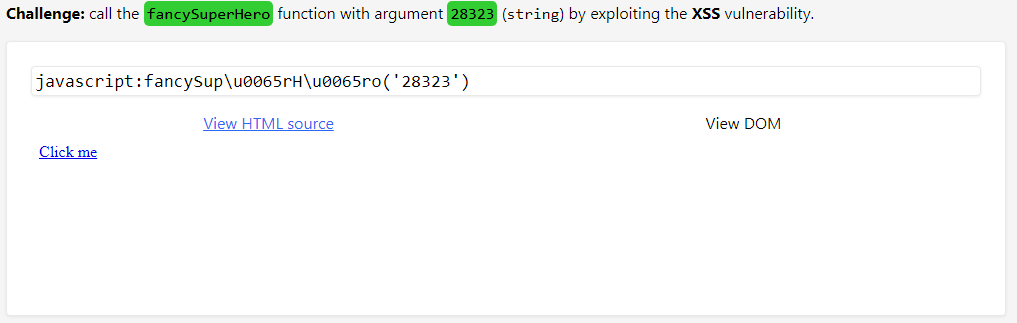 Challenge: call the fancySuperHero function with argument 28323 (string) by exploiting the XSS vulnerability.
javascript:fancySup\u0065rH\u0065ro('28323')
View HTML source View DOM
Click me